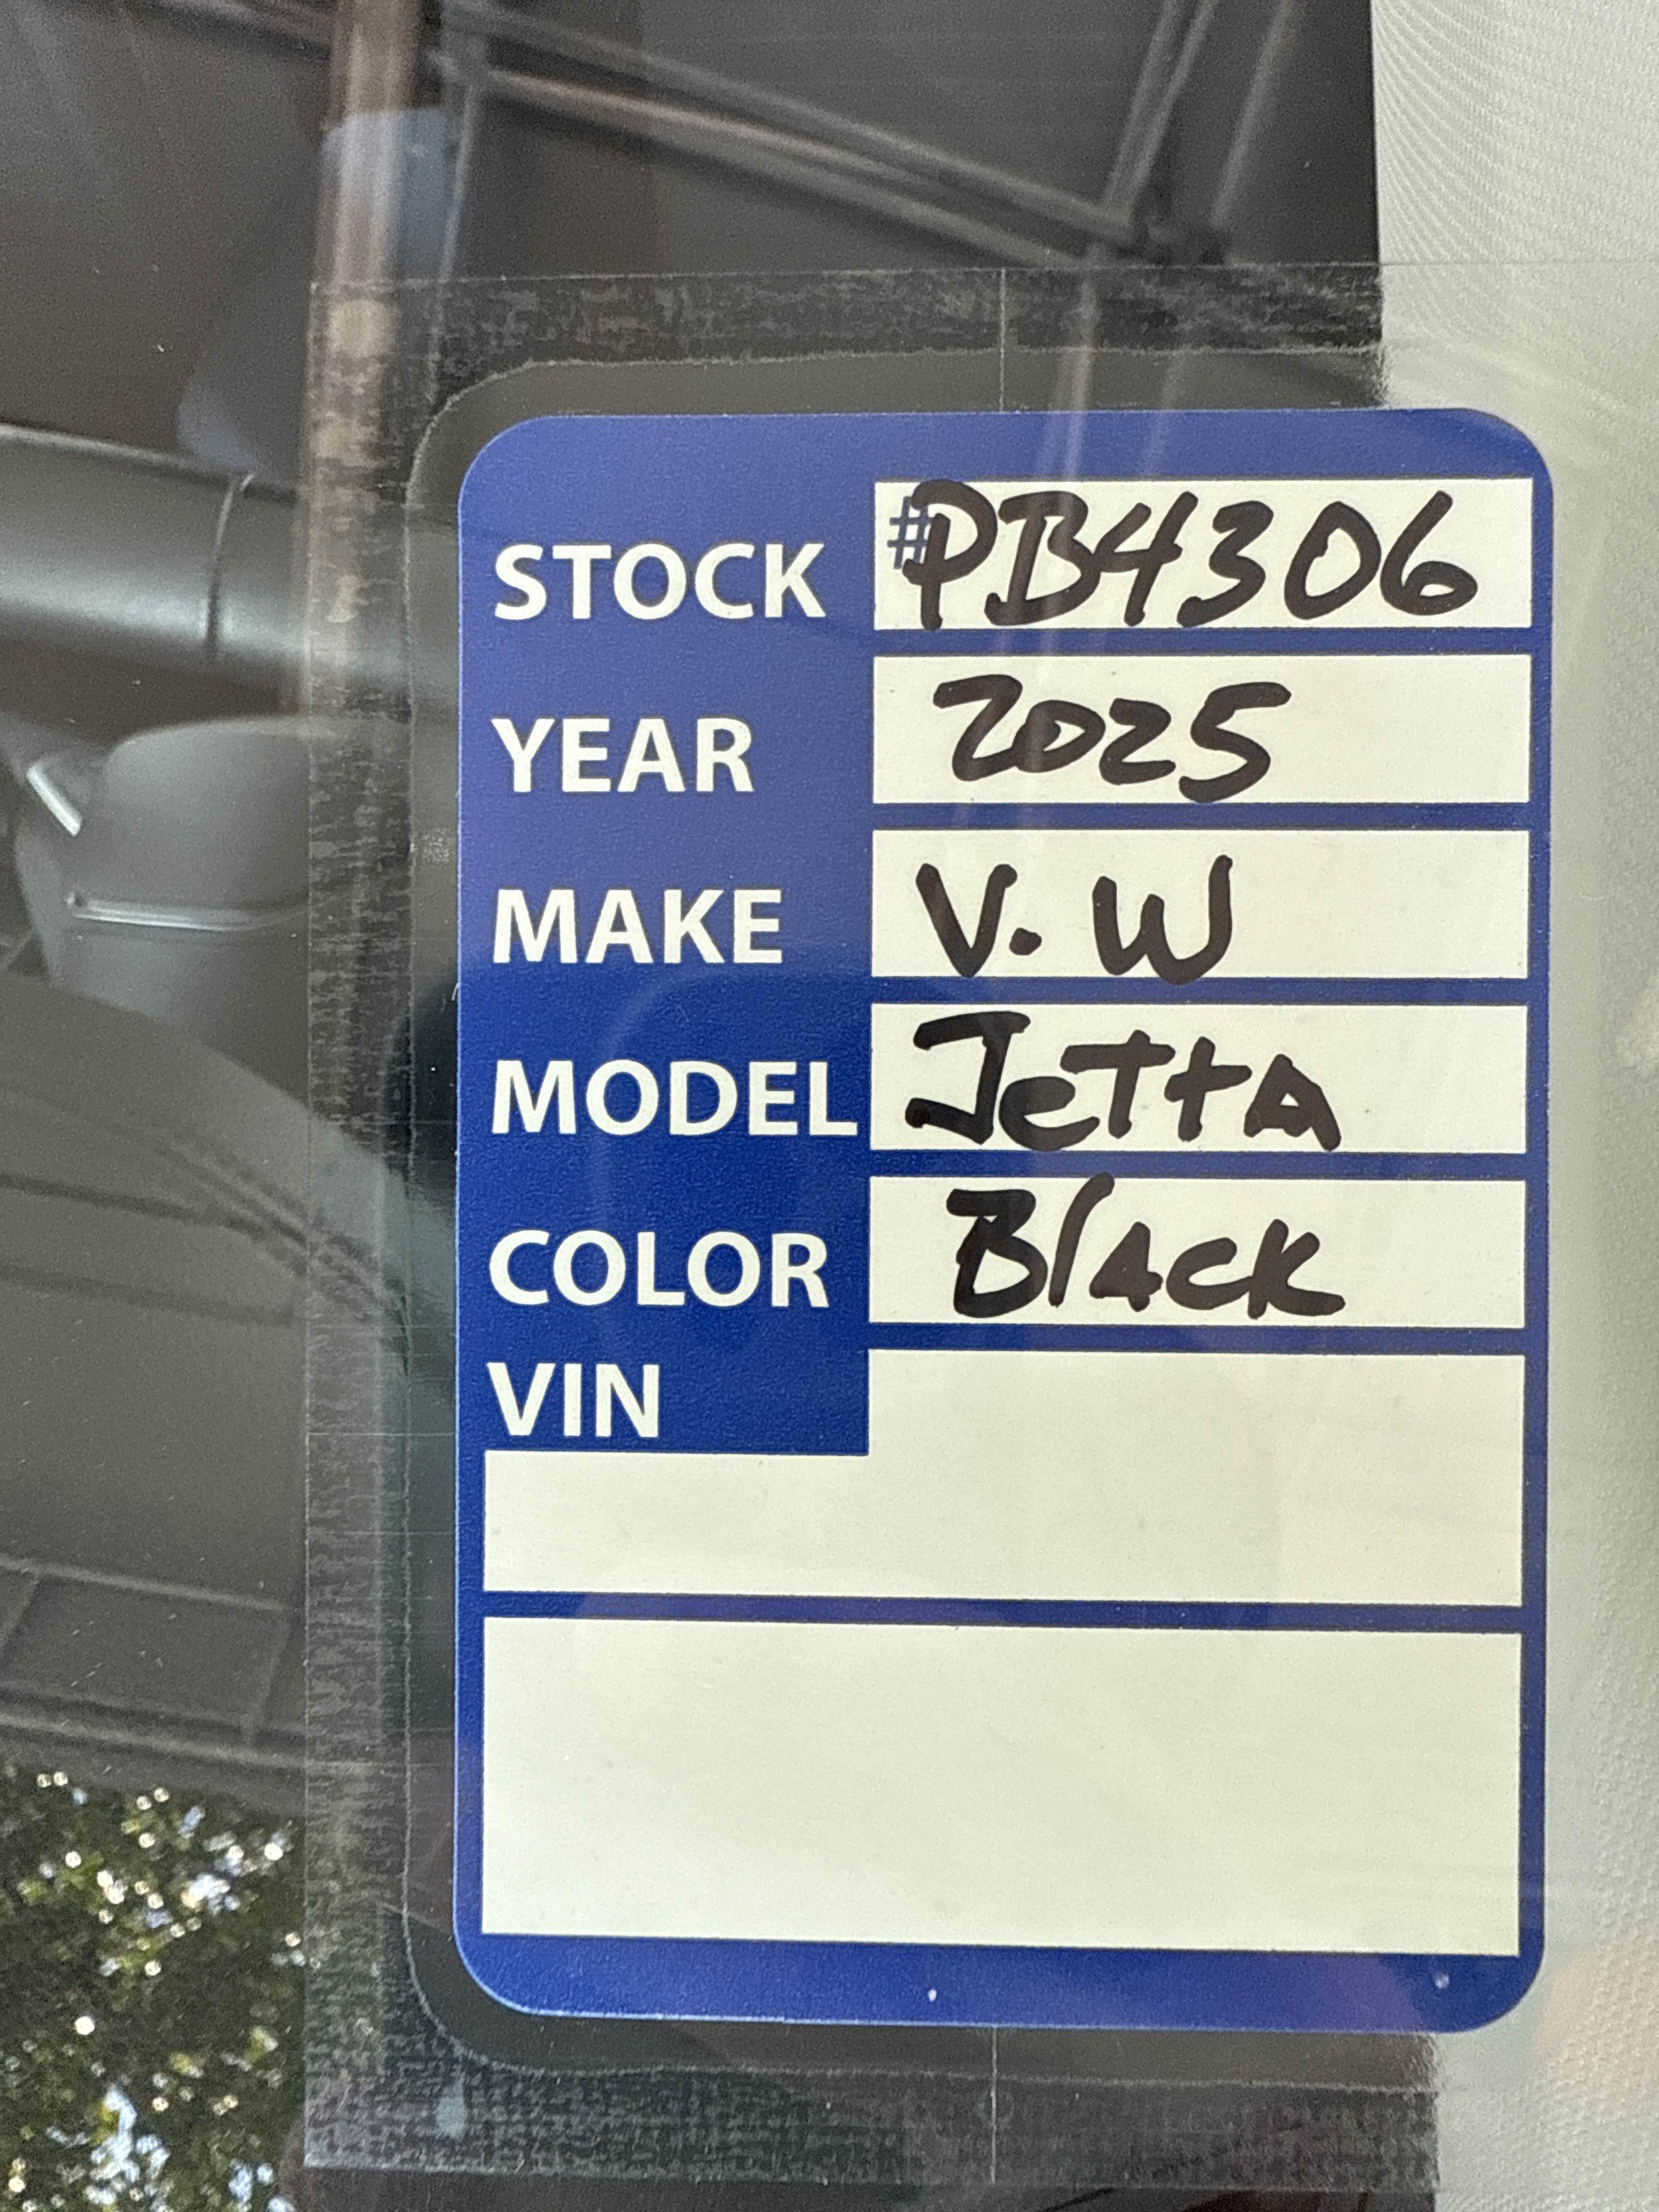 STOCK #PB4306
YEAR 2025
MAKE V.W
MODEL Jetta
COLOR Black
VIN